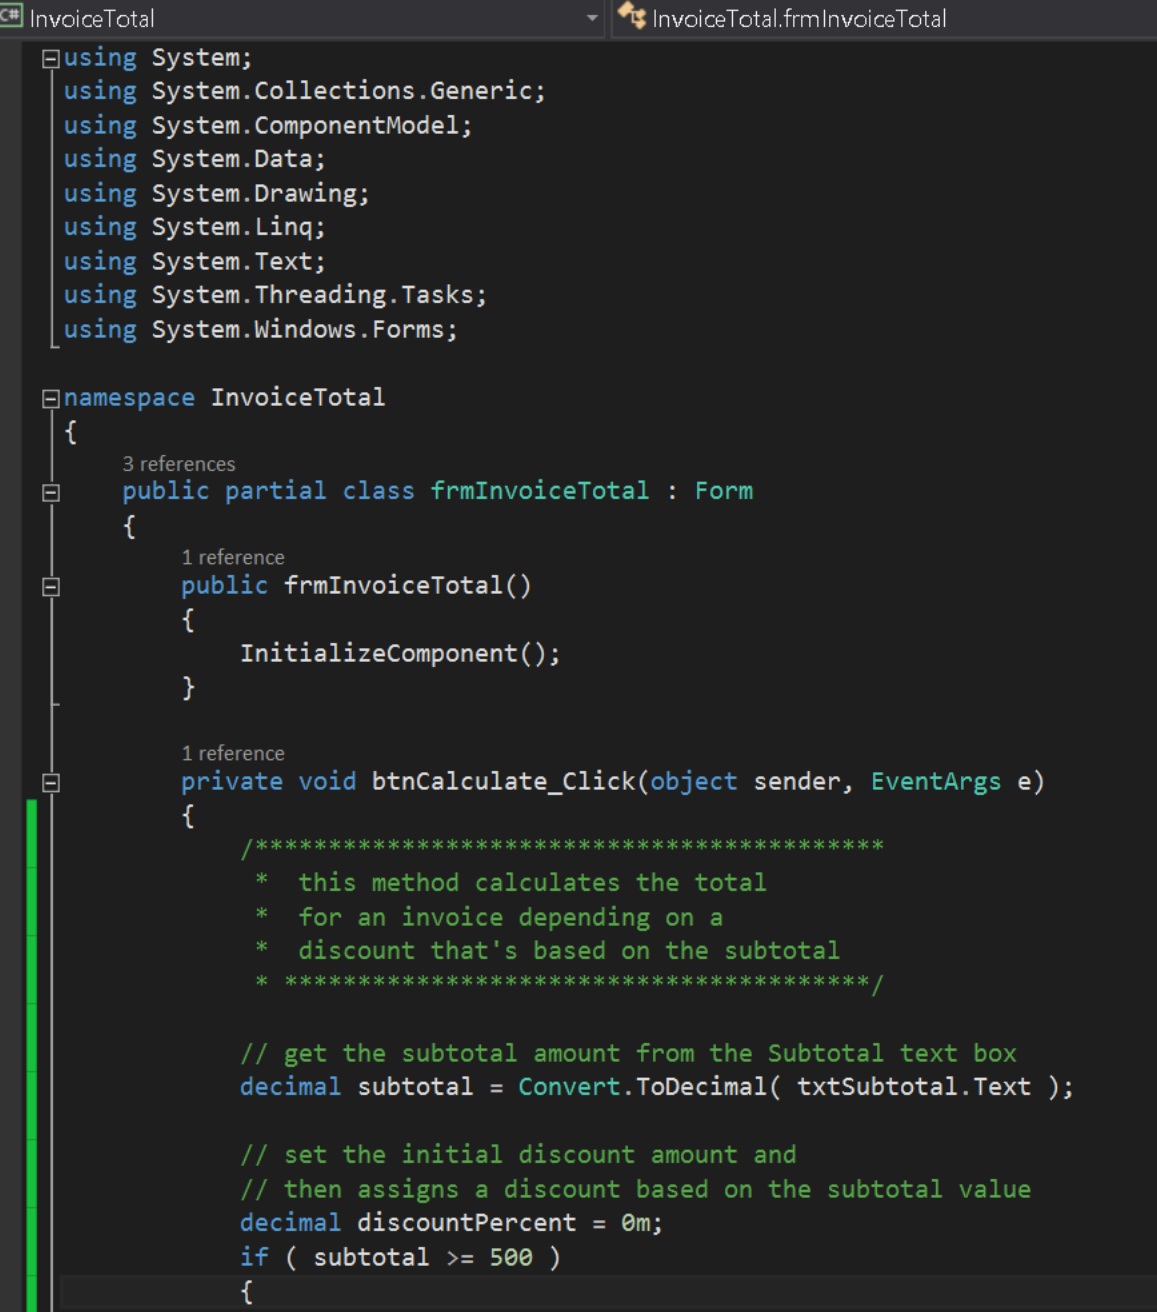 C# InvoiceTotal InvoiceTotal.frmInvoiceTotal
using System;
using System.Collections.Generic;
using System.ComponentModel;
using System.Data;
using System.Drawing;
using System.Linq;
using System.Text;
using System.Threading.Tasks;
using System.Windows.Forms;
namespace InvoiceTotal
{
3 references
public partial class frmInvoiceTotal : Form
{
1 reference
public frmInvoiceTotal()
{
InitializeComponent();
}
1 reference
private void btnCalculate_Click(object sender, EventArgs e)
{
/*******************************************
*  this method calculates the total
*  for an invoice depending on a
*  discount that's based on the subtotal
* ****************************************/
// get the subtotal amount from the Subtotal text box
decimal subtotal = Convert.ToDecimal( txtSubtotal.Text );
// set the initial discount amount and
// then assigns a discount based on the subtotal value
decimal discountPercent = 0m;
if ( subtotal >= 500 )
{